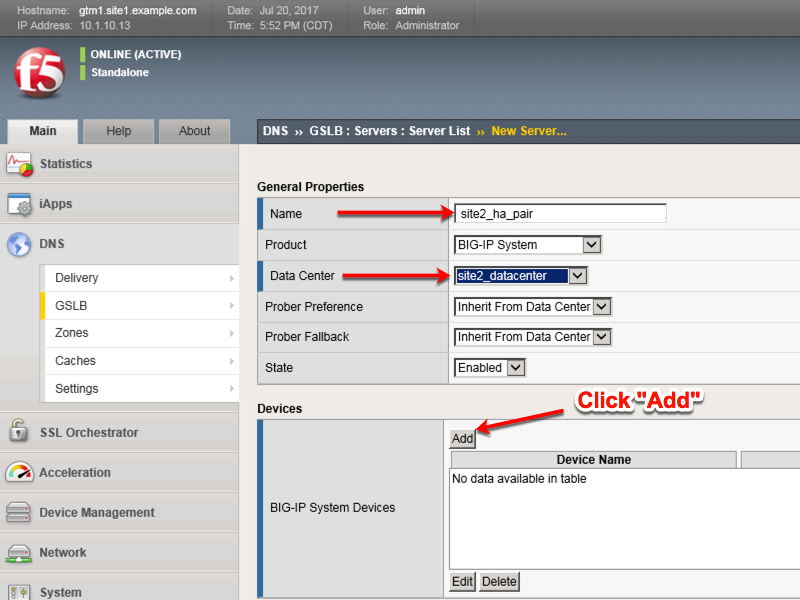 Hostname: gtm1.site1.example.com Date: Jul 20, 2017 User: admin
IP Address: 10.1.10.13 Time: 5:52 PM (CDT) Role: Administrator
f5
ONLINE (ACTIVE)
Standalone
Main Help About
DNS ›› GSLB : Servers : Server List ›› New Server...
Statistics
iApps
DNS
Delivery
GSLB
Zones
Caches
Settings
SSL Orchestrator
Acceleration
Device Management
Network
System
General Properties
Name site2_ha_pair
Product BIG-IP System
Data Center site2_datacenter
Prober Preference Inherit From Data Center
Prober Fallback Inherit From Data Center
State Enabled
Click "Add"
Devices
Add
Device Name
No data available in table
BIG-IP System Devices
Edit Delete